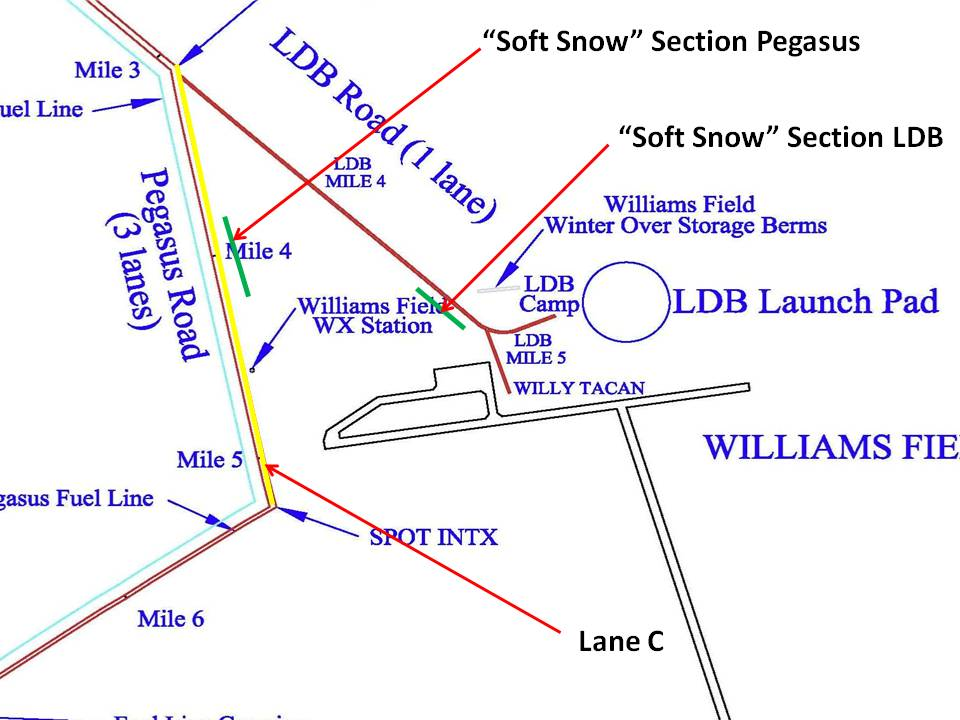 “Soft Snow” Section Pegasus
Mile 3
LDB Road (1 lane)
uel Line
“Soft Snow” Section LDB
LDB
MILE 4
Pegasus Road
(3 lanes)
Williams Field
Winter Over Storage Berms
Mile 4
LDB
Camp
LDB Launch Pad
Williams Field
WX Station
LDB
MILE 5
WILLY TACAN
WILLIAMS FIE
Mile 5
gasus Fuel Line
SPOT INTX
Mile 6
Lane C